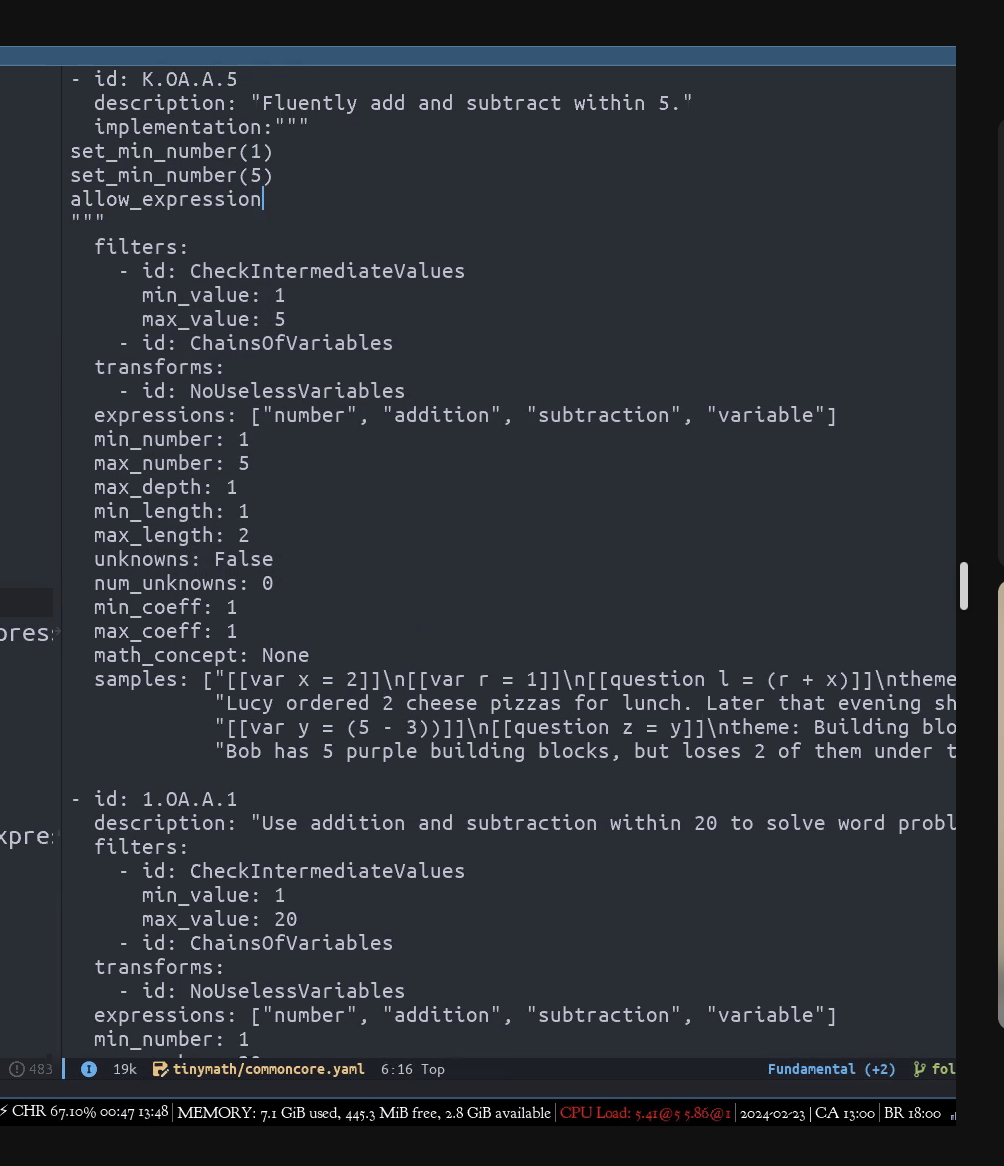 - id: K.OA.A.5
description: "Fluently add and subtract within 5."
implementation:"""
set_min_number(1)
set_min_number(5)
allow_expression
"""
filters:
- id: CheckIntermediateValues
min_value: 1
max_value: 5
- id: ChainsOfVariables
transforms:
- id: NoUselessVariables
expressions: ["number", "addition", "subtraction", "variable"]
min_number: 1
max_number: 5
max_depth: 1
min_length: 1
max_length: 2
unknowns: False
num_unknowns: 0
min_coeff: 1
max_coeff: 1
math_concept: None
samples: ["[[var x = 2]]\n[[var r = 1]]\n[[question l = (r + x)]]\ntheme
"Lucy ordered 2 cheese pizzas for lunch. Later that evening sh
"[[var y = (5 - 3))]]\n[[question z = y]]\ntheme: Building blo
"Bob has 5 purple building blocks, but loses 2 of them under t
- id: 1.OA.A.1
description: "Use addition and subtraction within 20 to solve word probl
filters:
- id: CheckIntermediateValues
min_value: 1
max_value: 20
- id: ChainsOfVariables
transforms:
- id: NoUselessVariables
expressions: ["number", "addition", "subtraction", "variable"]
min_number: 1
483 I 19k tinymath/commoncore.yaml 6:16 Top Fundamental (+2) fol
CHR 67.10% 00:47 13:48 | MEMORY: 7.1 GiB used, 445.3 MiB free, 2.8 GiB available | CPU Load: 5.41@5 5.86@1 | 2024-02-23 | CA 13:00 | BR 18:00